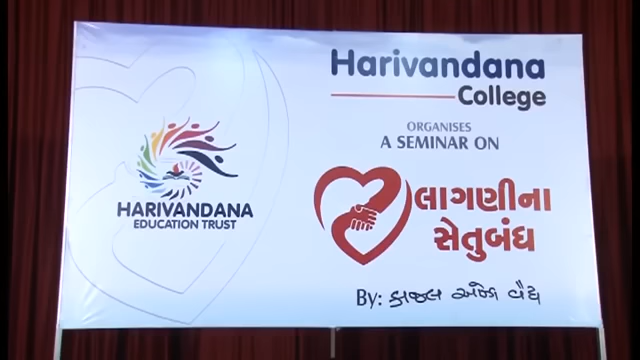 Harivandana
College
ORGANISES
A SEMINAR ON
HARIVANDANA
EDUCATION TRUST
લાગણીના
સેતુબંધ
By: કાજલ ઓઝા વૈદ્ય